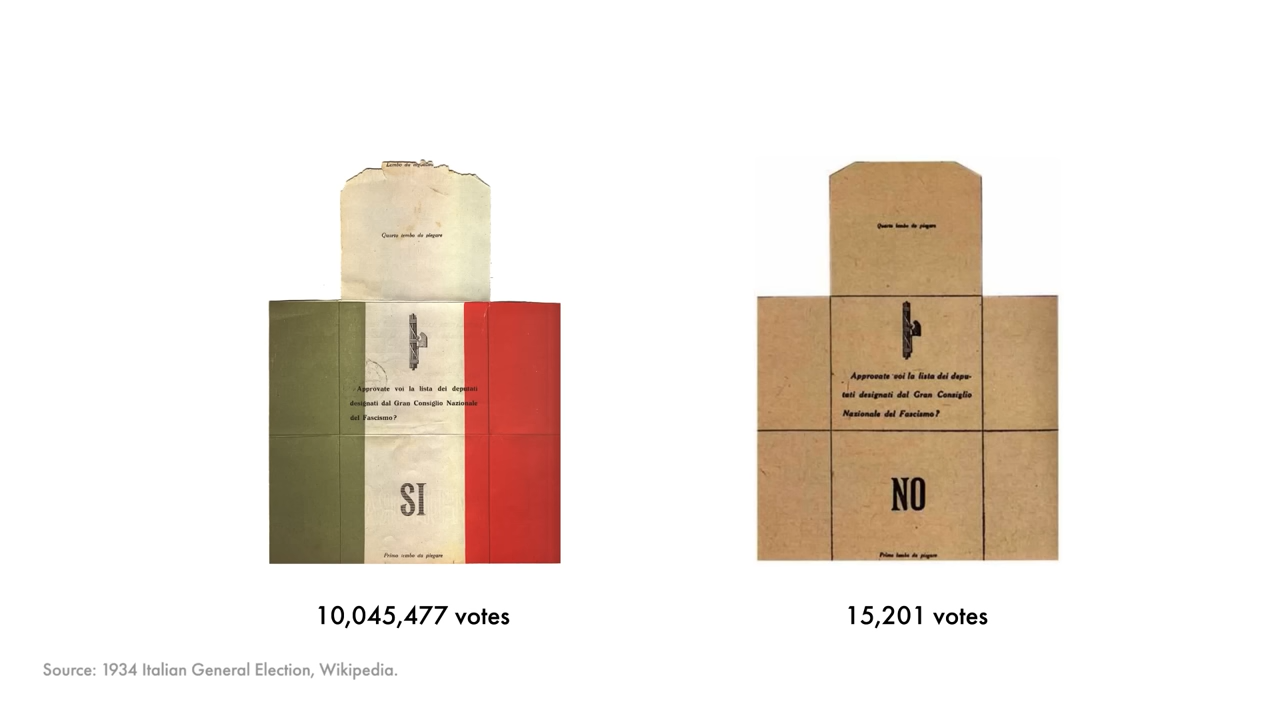 Lembo da
Quarto lembo da piegare
Approvate voi la lista dei deputati
designati dal Gran Consiglio Nazionale
del Fascismo?
SI
Primo lembo da piegare
10,045,477 votes
Quarto lembo da piegare
Approvate voi la lista dei depu-
tati designati dal Gran Consiglio
Nazionale del Fascismo?
NO
Primo lembo da piegare
15,201 votes
Source: 1934 Italian General Election, Wikipedia.